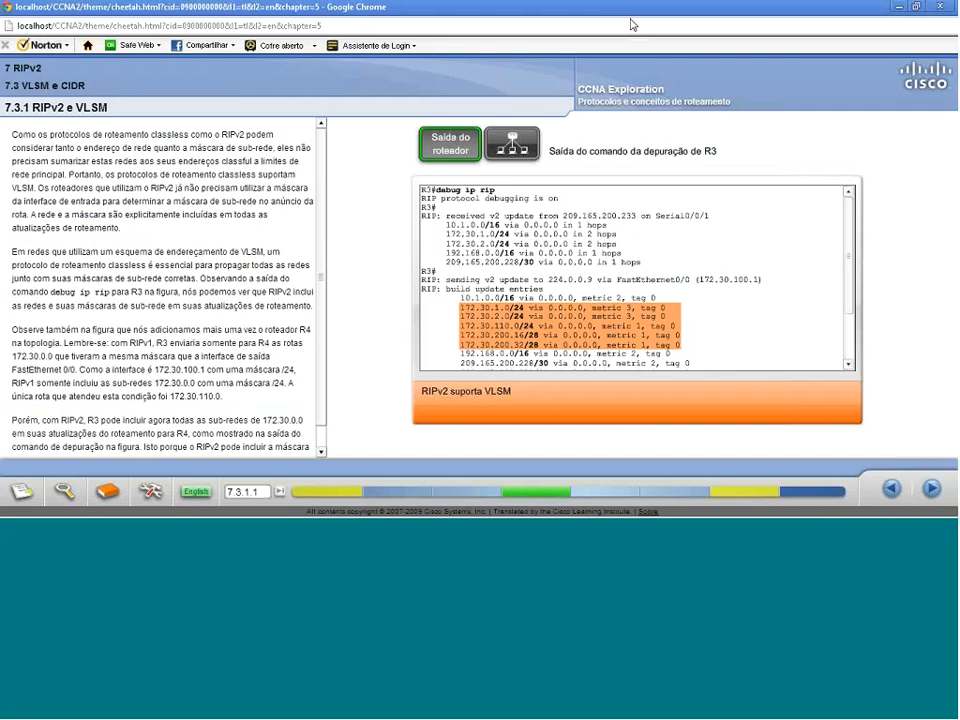 localhost/CCNA2/theme/cheetah.html?cid=0900000000&l1=tl&l2=en&chapter=5 - Google Chrome
localhost/CCNA2/theme/cheetah.html?cid=0900000000&l1=tl&l2=en&chapter=5
Norton
Safe Web
Compartilhar
Cofre aberto
Assistente de Login
7 RIPv2
7.3 VLSM e CIDR
7.3.1 RIPv2 e VLSM
CCNA Exploration
Protocolos e conceitos de roteamento
CISCO
Como os protocolos de roteamento classless como o RIPv2 podem
considerar tanto o endereço de rede quanto a máscara de sub-rede, eles não
precisam sumarizar estas redes aos seus endereços classful a limites de
rede principal. Portanto, os protocolos de roteamento classless suportam
VLSM. Os roteadores que utilizam o RIPv2 já não precisam utilizar a máscara
da interface de entrada para determinar a máscara de sub-rede no anúncio da
rota. A rede e a máscara são explicitamente incluídas em todas as
atualizações de roteamento.
Em redes que utilizam um esquema de endereçamento de VLSM, um
protocolo de roteamento classless é essencial para propagar todas as redes
junto com suas máscaras de sub-rede corretas. Observando a saída do
comando debug ip rip para R3 na figura, nós podemos ver que RIPv2 inclui
as redes e suas máscaras de sub-rede em suas atualizações de roteamento.
Observe também na figura que nós adicionamos mais uma vez o roteador R4
na topologia. Lembre-se: com RIPv1, R3 enviaria somente para R4 as rotas
172.30.0.0 que tiveram a mesma máscara que a interface de saída
FastEthernet 0/0. Como a interface é 172.30.100.1 com uma máscara /24,
RIPv1 somente incluiu as sub-redes 172.30.0.0 com uma máscara /24. A
única rota que atendeu esta condição foi 172.30.110.0.
Porém, com RIPv2, R3 pode incluir agora todas as sub-redes de 172.30.0.0
em suas atualizações do roteamento para R4, como mostrado na saída do
comando de depuração na figura. Isto porque o RIPv2 pode incluir a máscara
Saída do
roteador
Saída do comando da depuração de R3
R3#debug ip rip
RIP protocol debugging is on
R3#
RIP: received v2 update from 209.165.200.233 on Serial0/0/1
10.1.0.0/16 via 0.0.0.0 in 1 hops
172.30.1.0/24 via 0.0.0.0 in 2 hops
172.30.2.0/24 via 0.0.0.0 in 2 hops
192.168.0.0/16 via 0.0.0.0 in 1 hops
209.165.200.228/30 via 0.0.0.0 in 1 hops
R3#
RIP: sending v2 update to 224.0.0.9 via FastEthernet0/0 (172.30.100.1)
RIP: build update entries
10.1.0.0/16 via 0.0.0.0, metric 2, tag 0
172.30.1.0/24 via 0.0.0.0, metric 3, tag 0
172.30.2.0/24 via 0.0.0.0, metric 3, tag 0
172.30.110.0/24 via 0.0.0.0, metric 1, tag 0
172.30.200.16/28 via 0.0.0.0, metric 1, tag 0
172.30.200.32/28 via 0.0.0.0, metric 1, tag 0
192.168.0.0/16 via 0.0.0.0, metric 2, tag 0
209.165.200.228/30 via 0.0.0.0, metric 2, tag 0
RIPv2 suporta VLSM
English
7.3.1.1
All contents copyright © 2007-2009 Cisco Systems, Inc. | Translated by the Cisco Learning Institute. | Sobre